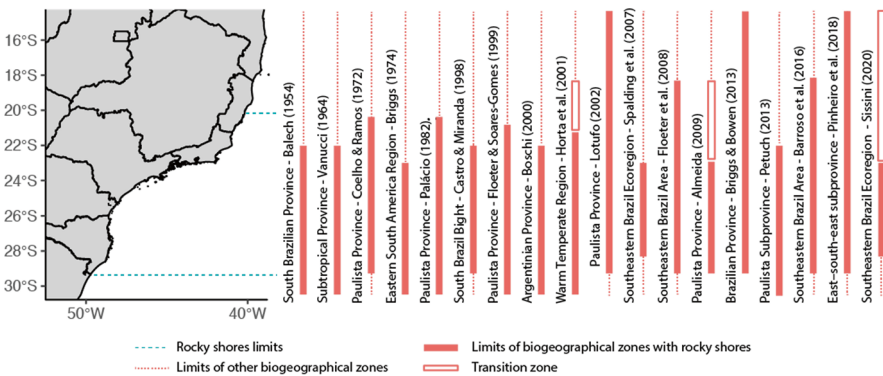 16°S
18°S
20°S
22°S
24°S
26°S
28°S
30°S
50°W
40°W
South Brazilian Province - Balech (1954)
Subtropical Province - Vanucci (1964)
Paulista Province - Coelho & Ramos (1972)
Eastern South America Region - Briggs (1974)
Paulista Province - Palácio (1982),
South Brazil Bight - Castro & Miranda (1998)
Paulista Province - Floeter & Soares-Gomes (1999)
Argentinian Province - Boschi (2000)
Warm Temperate Region - Horta et al. (2001)
Paulista Province - Lotufo (2002)
Southeastern Brazil Ecoregion - Spalding et al. (2007)
Southeastern Brazil Area - Floeter et al. (2008)
Paulista Province - Almeida (2009)
Brazilian Province - Briggs & Bowen (2013)
Paulista Subprovince - Petuch (2013)
Southeastern Brazil Area - Barroso et al. (2016)
East–south-east subprovince - Pinheiro et al. (2018)
Southeastern Brazil Ecoregion - Sissini (2020)
Rocky shores limits
Limits of biogeographical zones with rocky shores
Limits of other biogeographical zones
Transition zone